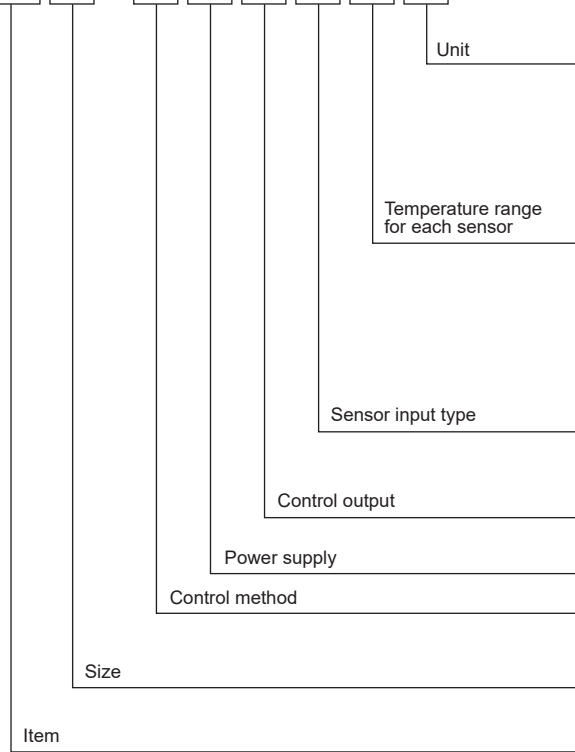 Unit
Temperature range
for each sensor
Sensor input type
Control output
Power supply
Control method
Size
Item